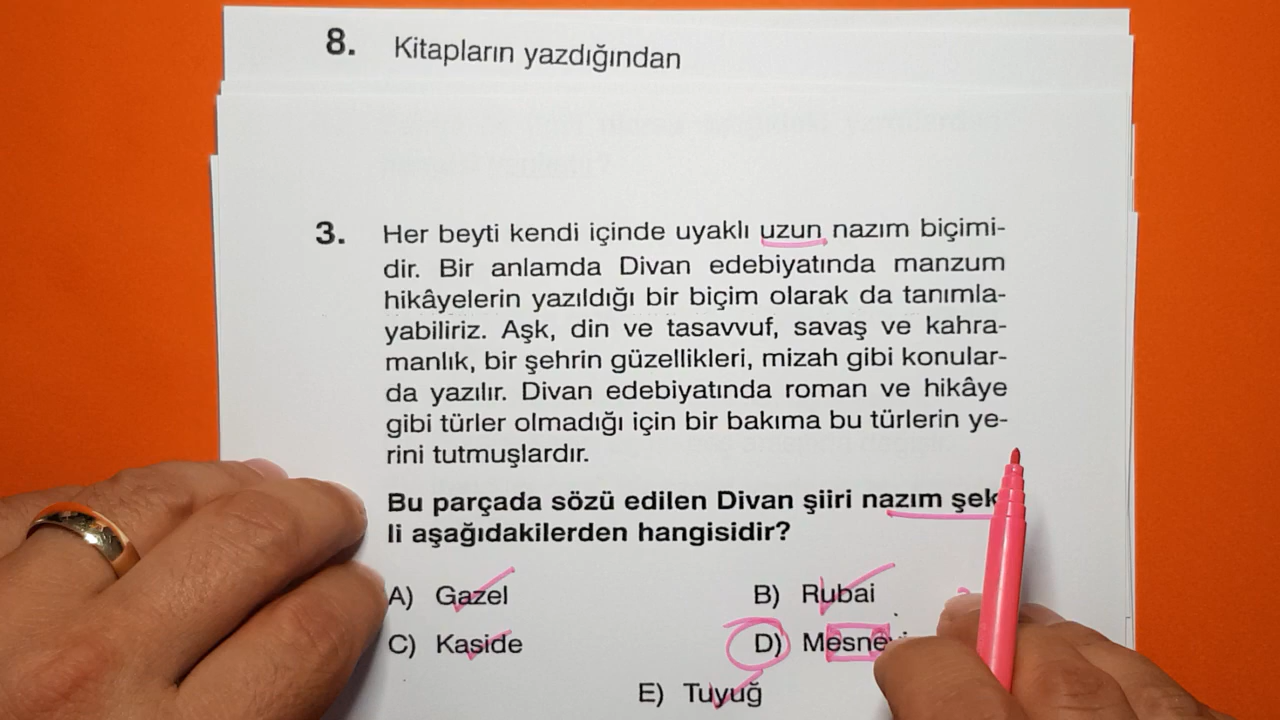 8. Kitapların yazdığından
3. Her beyti kendi içinde uyaklı uzun nazım biçimi-
dir. Bir anlamda Divan edebiyatında manzum
hikâyelerin yazıldığı bir biçim olarak da tanımla-
yabiliriz. Aşk, din ve tasavvuf, savaş ve kahra-
manlık, bir şehrin güzellikleri, mizah gibi konular-
da yazılır. Divan edebiyatında roman ve hikâye
gibi türler olmadığı için bir bakıma bu türlerin ye-
rini tutmuşlardır.
Bu parçada sözü edilen Divan şiiri nazım şek
li aşağıdakilerden hangisidir?
A) Gazel B) Rubai
C) Kaside D) Mesnevi
E) Tuyuğ